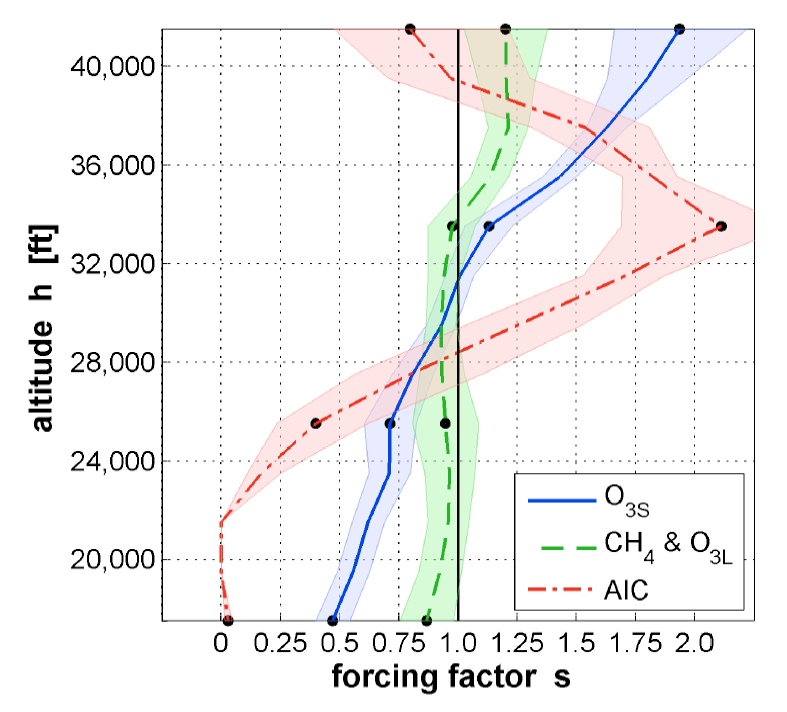 40,000
36,000
32,000
28,000
24,000
20,000
altitude h [ft]
O3S
CH4 & O3L
AIC
0 0.25 0.5 0.75 1.0 1.25 1.5 1.75 2.0
forcing factor s